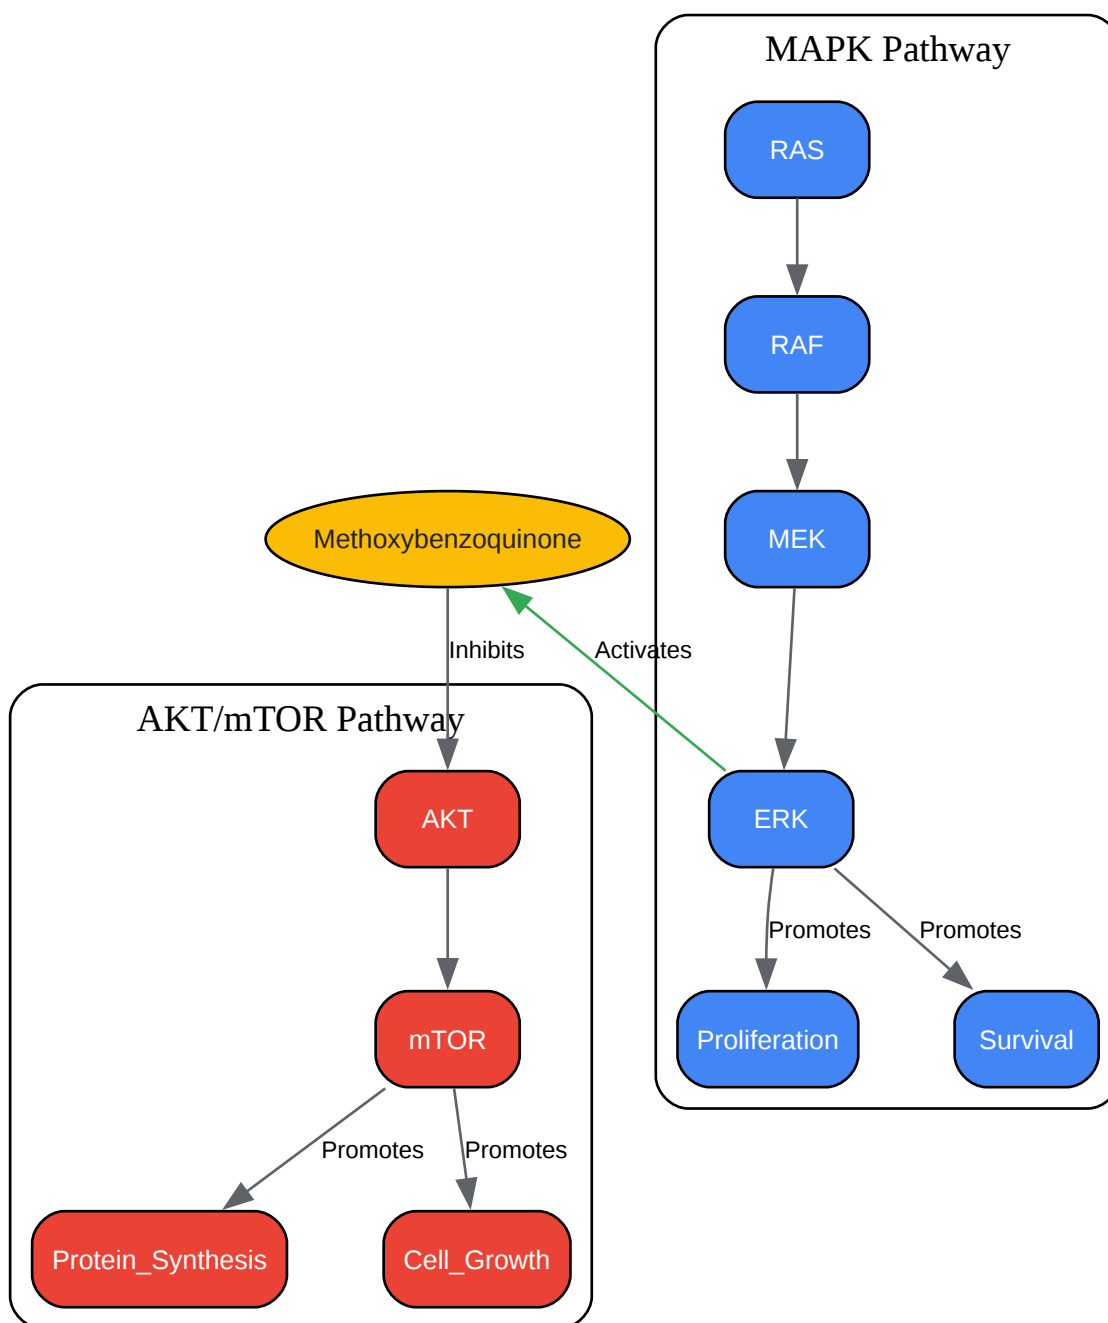 MAPK Pathway
RAS
RAF
MEK
Methoxybenzoquinone
Inhibits
Activates
AKT/mTOR Pathway
AKT
ERK
Promotes
Promotes
mTOR
Proliferation
Survival
Promotes
Promotes
Protein_Synthesis
Cell_Growth